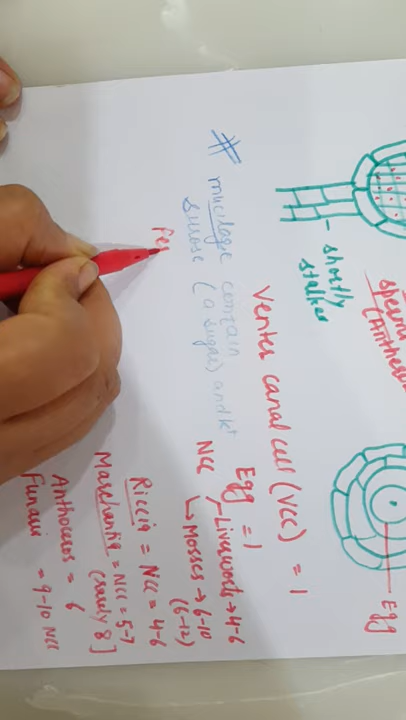 # mucilage contain
sucrose (a sugar) and k+
Fer
shortly
stalked
Venter canal cell (VCC) = 1
Egg = 1
NCC Liverworts → 4-6
Mosses → 6-10
(6-12)
Riccia = NCC = 4-6
Marchantia = NCC = 5-7
(rarely 8]
Anthoceros = 6
Funaria = 9-10 NCC
Egg